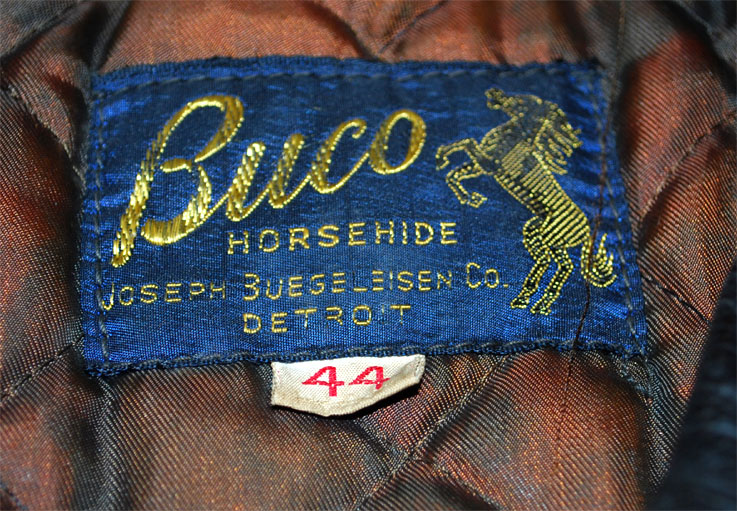 Buco
HORSEHIDE
JOSEPH BUEGELEISEN CO.
DETROIT
44